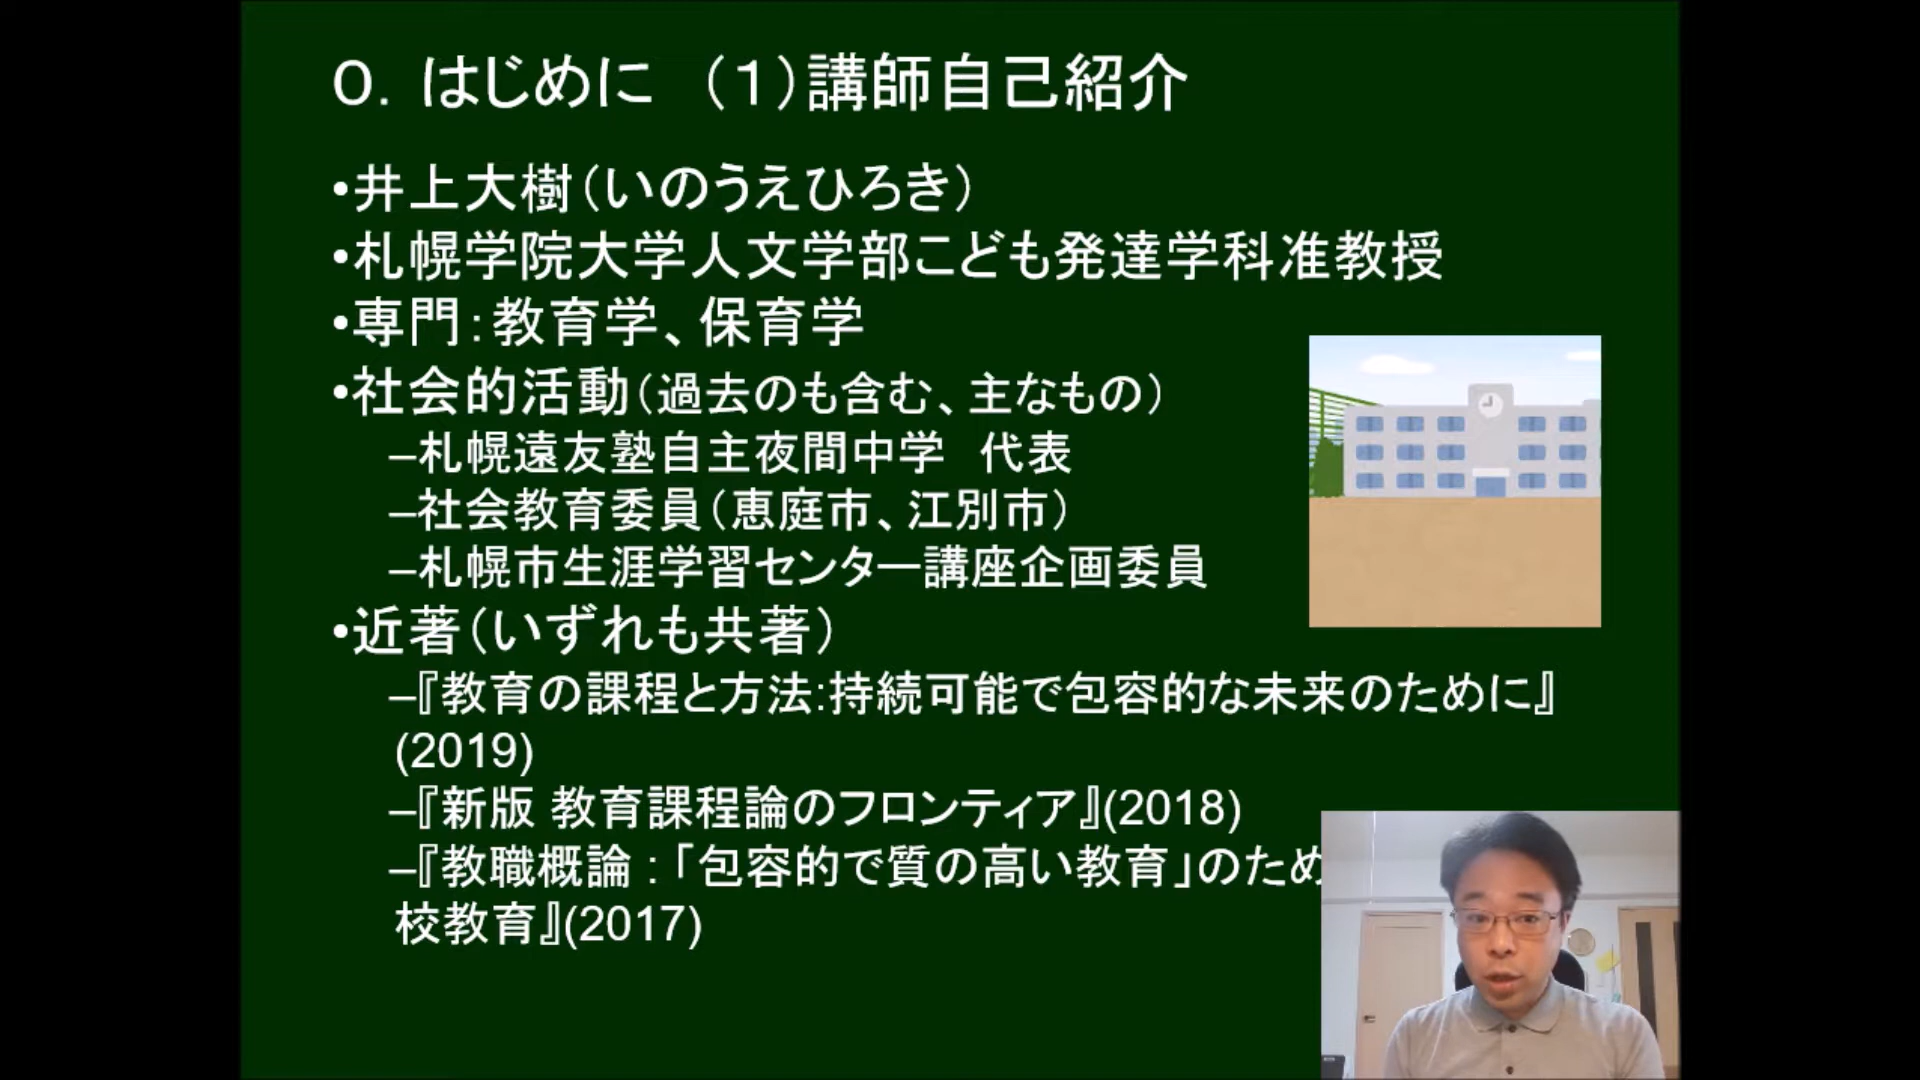 ０．はじめに　（１）講師自己紹介
•井上大樹（いのうえひろき）
•札幌学院大学人文学部こども発達学科准教授
•専門：教育学、保育学
•社会的活動（過去のも含む、主なもの）
–札幌遠友塾自主夜間中学　代表
–社会教育委員（恵庭市、江別市）
–札幌市生涯学習センター講座企画委員
•近著（いずれも共著）
–『教育の課程と方法:持続可能で包容的な未来のために』
(2019)
–『新版 教育課程論のフロンティア』(2018)
–『教職概論 : 「包容的で質の高い教育」のため
校教育』(2017)